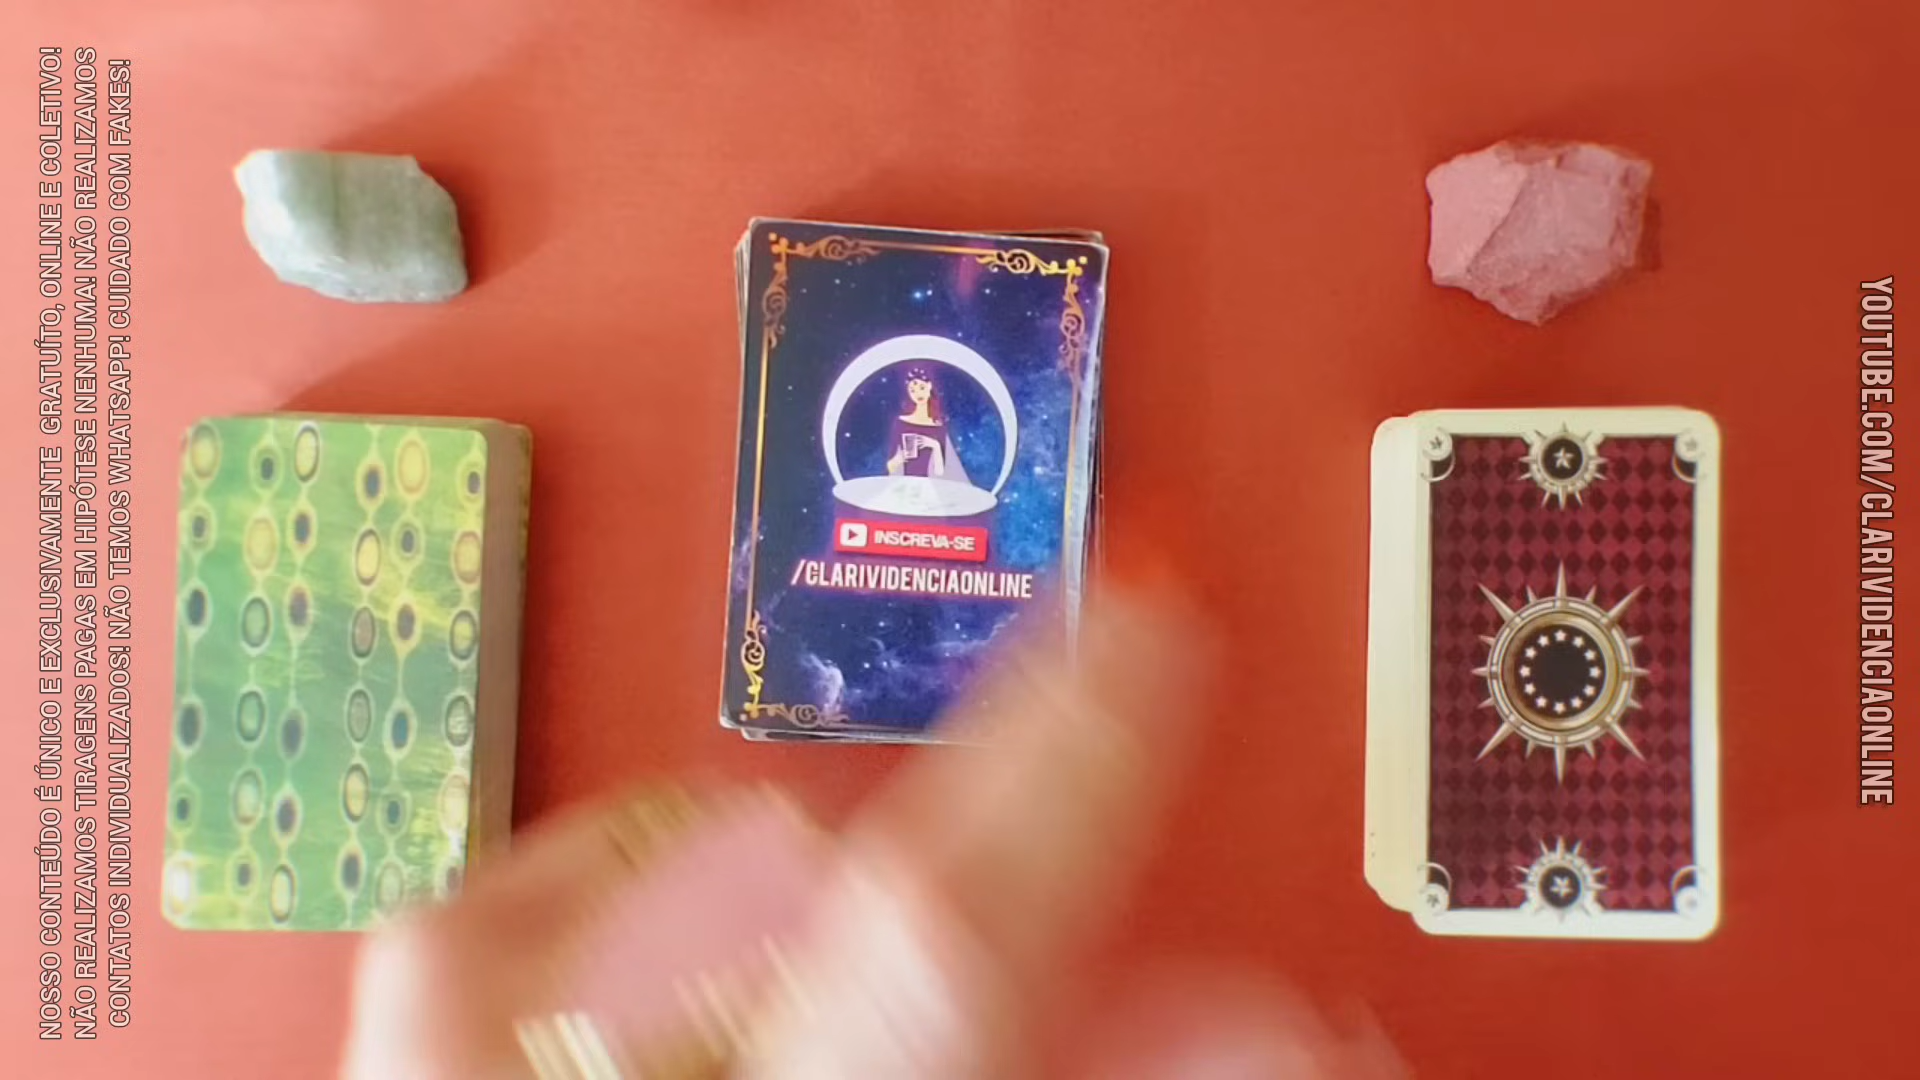 NOSSO CONTEÚDO É ÚNICO E EXCLUSIVAMENTE GRATUÍTO, ONLINE E COLETIVO!
NÃO REALIZAMOS TIRAGENS PAGAS EM HIPÓTESE NENHUMA! NÃO REALIZAMOS
CONTATOS INDIVIDUALIZADOS! NÃO TEMOS WHATSAPP! CUIDADO COM FAKES!
INSCREVA-SE
/CLARIVIDENCIAONLINE
YOUTUBE.COM/CLARIVIDENCIAONLINE